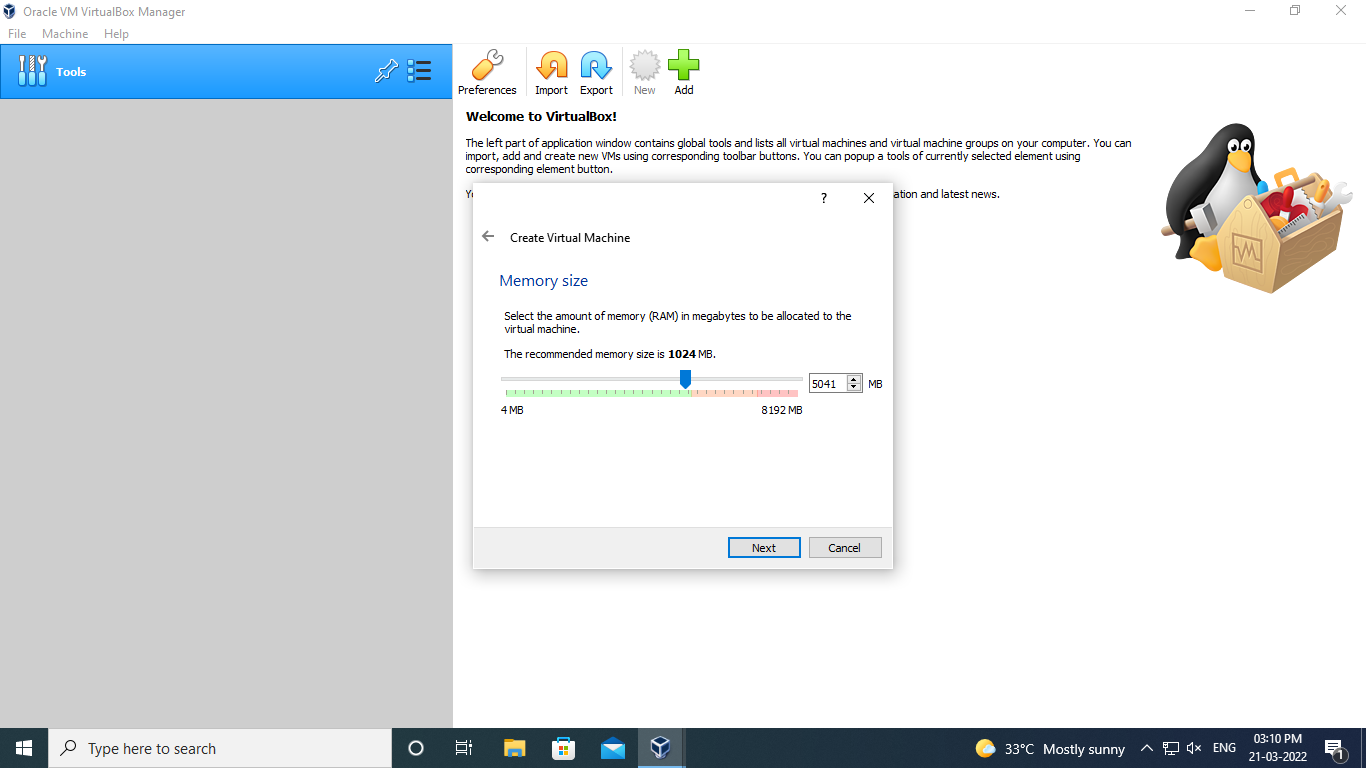 Oracle VM VirtualBox Manager
File Machine Help
Tools
Preferences Import Export New Add
Welcome to VirtualBox!
The left part of application window contains global tools and lists all virtual machines and virtual machine groups on your computer. You can
import, add and create new VMs using corresponding toolbar buttons. You can popup a tools of currently selected element using
corresponding element button.
ation and latest news.
?
Create Virtual Machine
Memory size
Select the amount of memory (RAM) in megabytes to be allocated to the
virtual machine.
The recommended memory size is 1024 MB.
5041 MB
4 MB 8192 MB
Next Cancel
Type here to search
33°C Mostly sunny
ENG
03:10 PM
21-03-2022
1